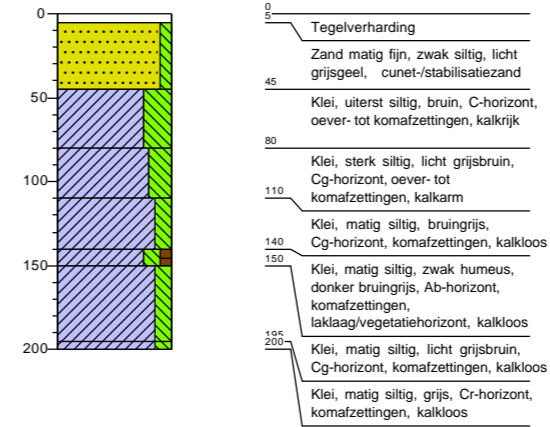 0
50
100
150
200
0
5
Tegelverharding
Zand matig fijn, zwak siltig, licht
grijsgeel, cunet-/stabilisatiezand
45
Klei, uiterst siltig, bruin, C-horizont,
oever- tot komafzettingen, kalkrijk
80
Klei, sterk siltig, licht grijsbruin,
Cg-horizont, oever- tot
komafzettingen, kalkarm
110
Klei, matig siltig, bruingrijs,
Cg-horizont, komafzettingen, kalkloos
140
150
Klei, matig siltig, zwak humeus,
donker bruingrijs, Ab-horizont,
komafzettingen,
laklaag/vegetatiehorizont, kalkloos
195
200
Klei, matig siltig, licht grijsbruin,
Cg-horizont, komafzettingen, kalkloos
Klei, matig siltig, grijs, Cr-horizont,
komafzettingen, kalkloos